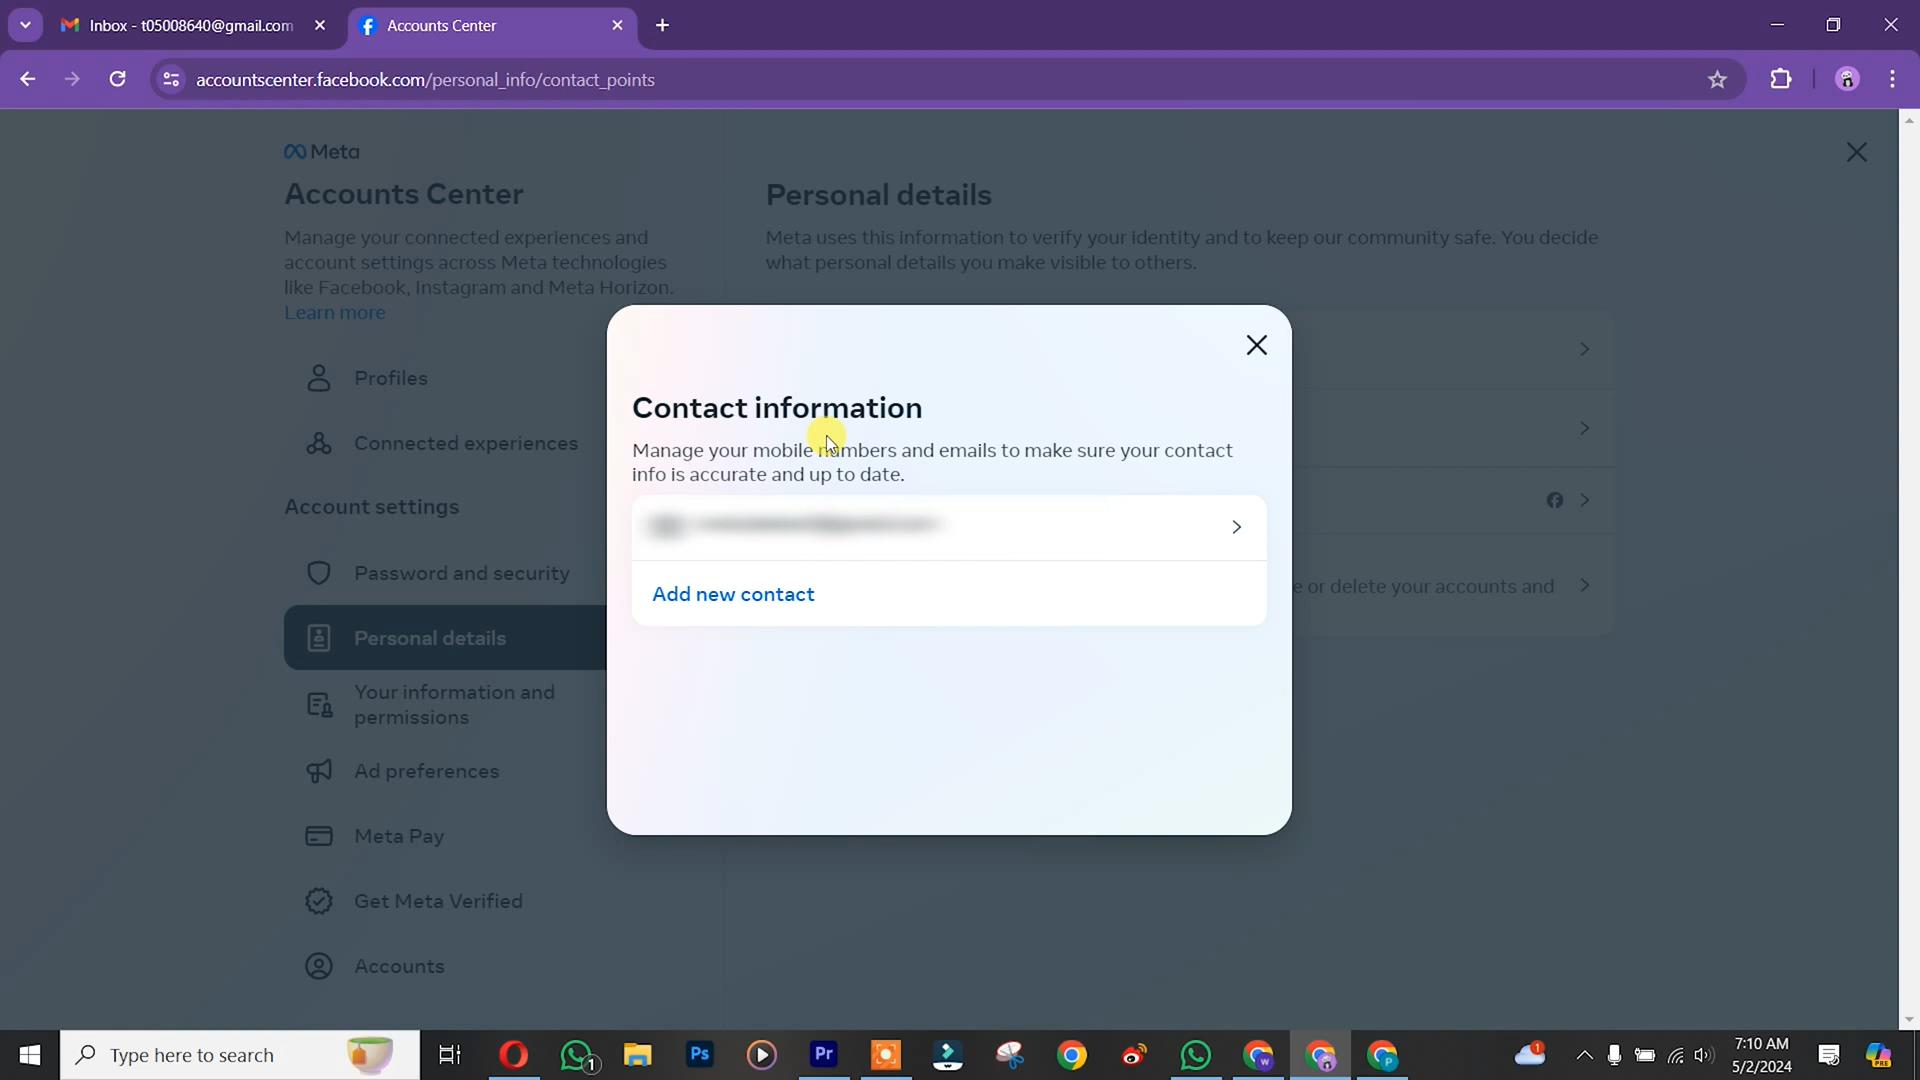 Inbox - t05008640@gmail.com
Accounts Center
accountscenter.facebook.com/personal_info/contact_points
Meta
Accounts Center
Manage your connected experiences and
account settings across Meta technologies
like Facebook, Instagram and Meta Horizon.
Learn more
Profiles
Connected experiences
Account settings
Password and security
Personal details
Your information and
permissions
Ad preferences
Meta Pay
Get Meta Verified
Accounts
Personal details
Meta uses this information to verify your identity and to keep our community safe. You decide
what personal details you make visible to others.
e or delete your accounts and
Contact information
Manage your mobile numbers and emails to make sure your contact
info is accurate and up to date.
Add new contact
Type here to search
1
Ps
Pr
W
P
1
7:10 AM
5/2/2024
PRE